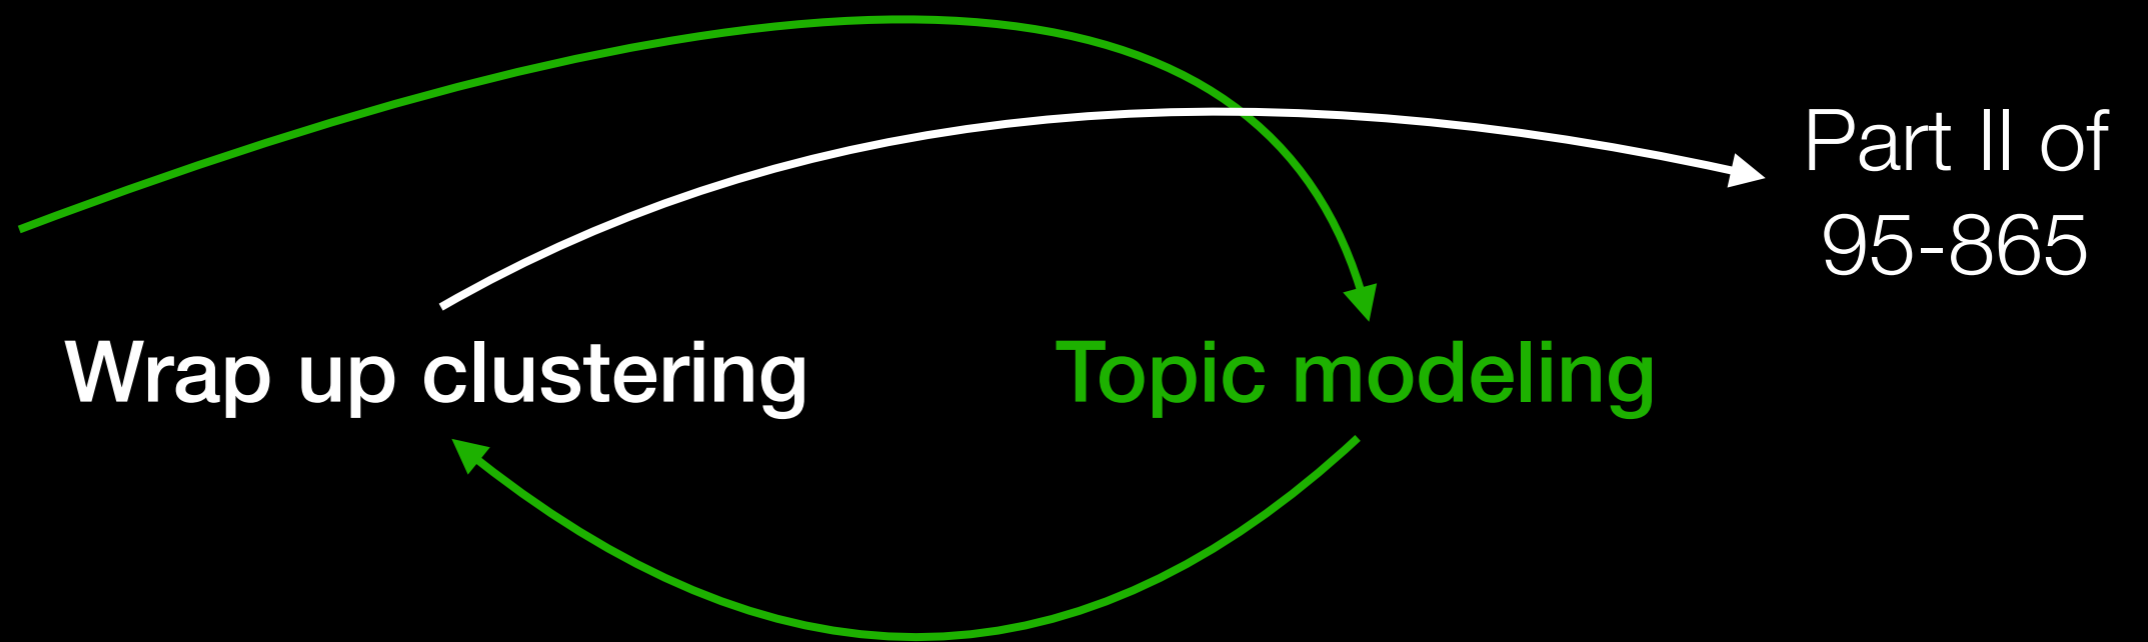 Part II of
95-865
Wrap up clustering
Topic modeling